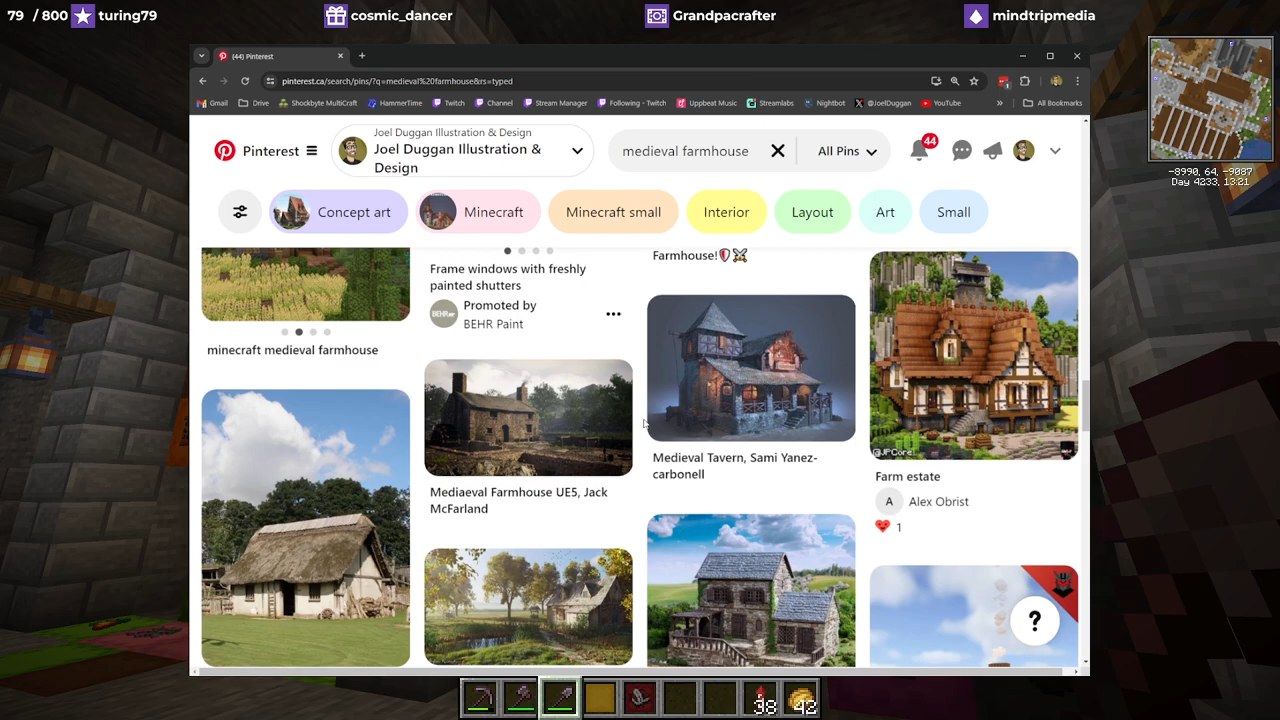 79 / 800 turing79
cosmic_dancer
Grandpacrafter
mindtripmedia
(44) Pinterest
pinterest.ca/search/pins/?q=medieval%20farmhouse&rs=typed
Gmail
Drive
Shockbyte MultiCraft
HammerTime
Twitch
Channel
Stream Manager
Following - Twitch
Uppbeat Music
Streamlabs
Nightbot
@JoelDuggan
YouTube
»
All Bookmarks
-8990, 64, -9087
Day 4233, 13:21
Pinterest
Joel Duggan Illustration & Design
Joel Duggan Illustration &
Design
medieval farmhouse
All Pins
44
Concept art
Minecraft
Minecraft small
Interior
Layout
Art
Small
minecraft medieval farmhouse
Frame windows with freshly
painted shutters
BEHR
Promoted by
BEHR Paint
Mediaeval Farmhouse UE5, Jack
McFarland
Farmhouse!
Medieval Tavern, Sami Yanez-
carbonell
@JPCore_
Farm estate
A Alex Obrist
1
?
38
42